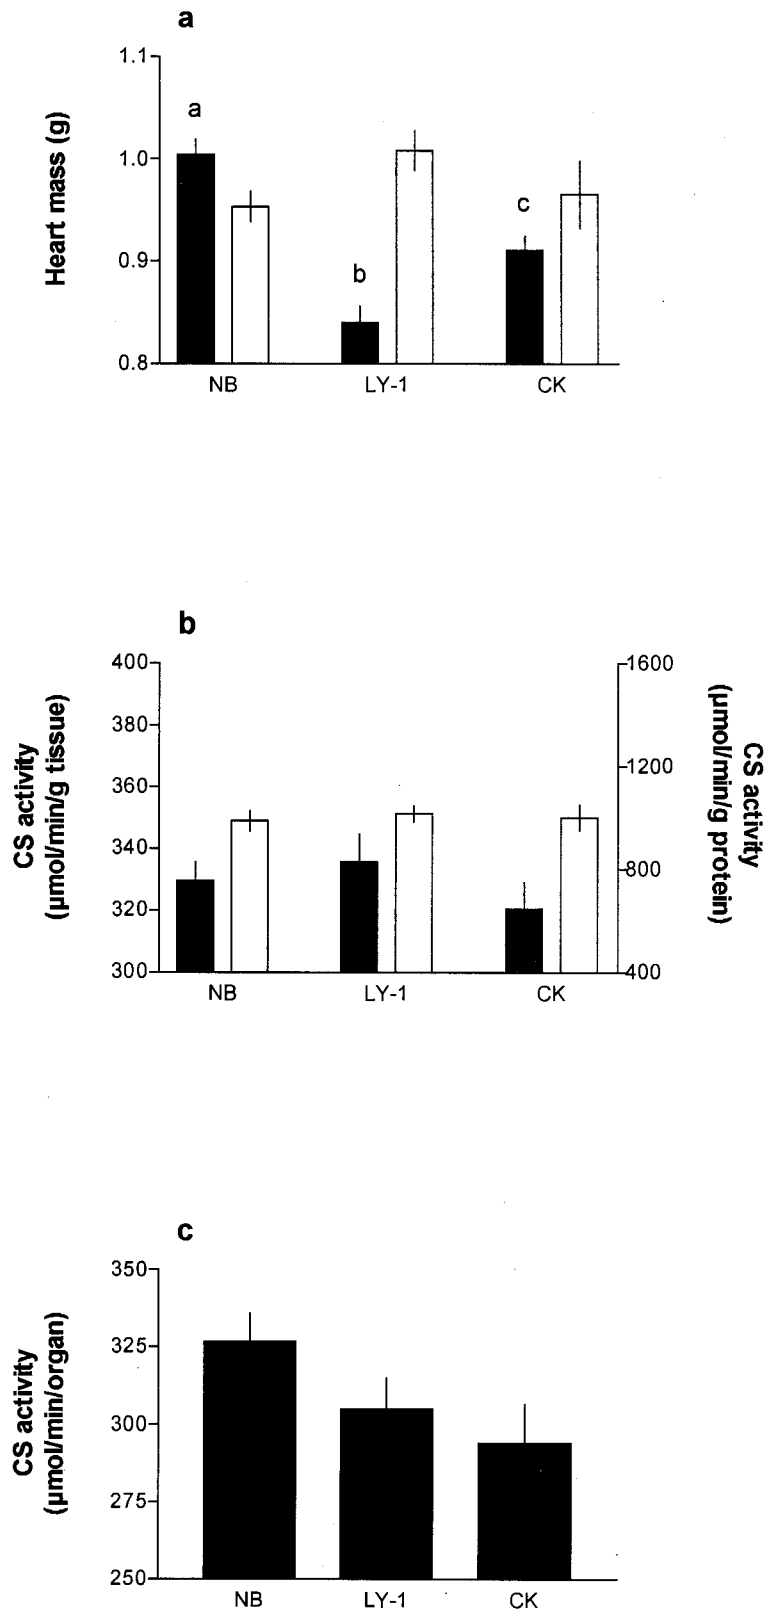 a
1.1
1.0
0.9
0.8
Heart mass (g)
a
b
c
NB LY-1 CK
b
400
380
360
340
320
300
CS activity
(µmol/min/g tissue)
1600
1200
800
400
CS activity
(µmol/min/g protein)
NB LY-1 CK
c
350
325
300
275
250
CS activity
(µmol/min/organ)
NB LY-1 CK